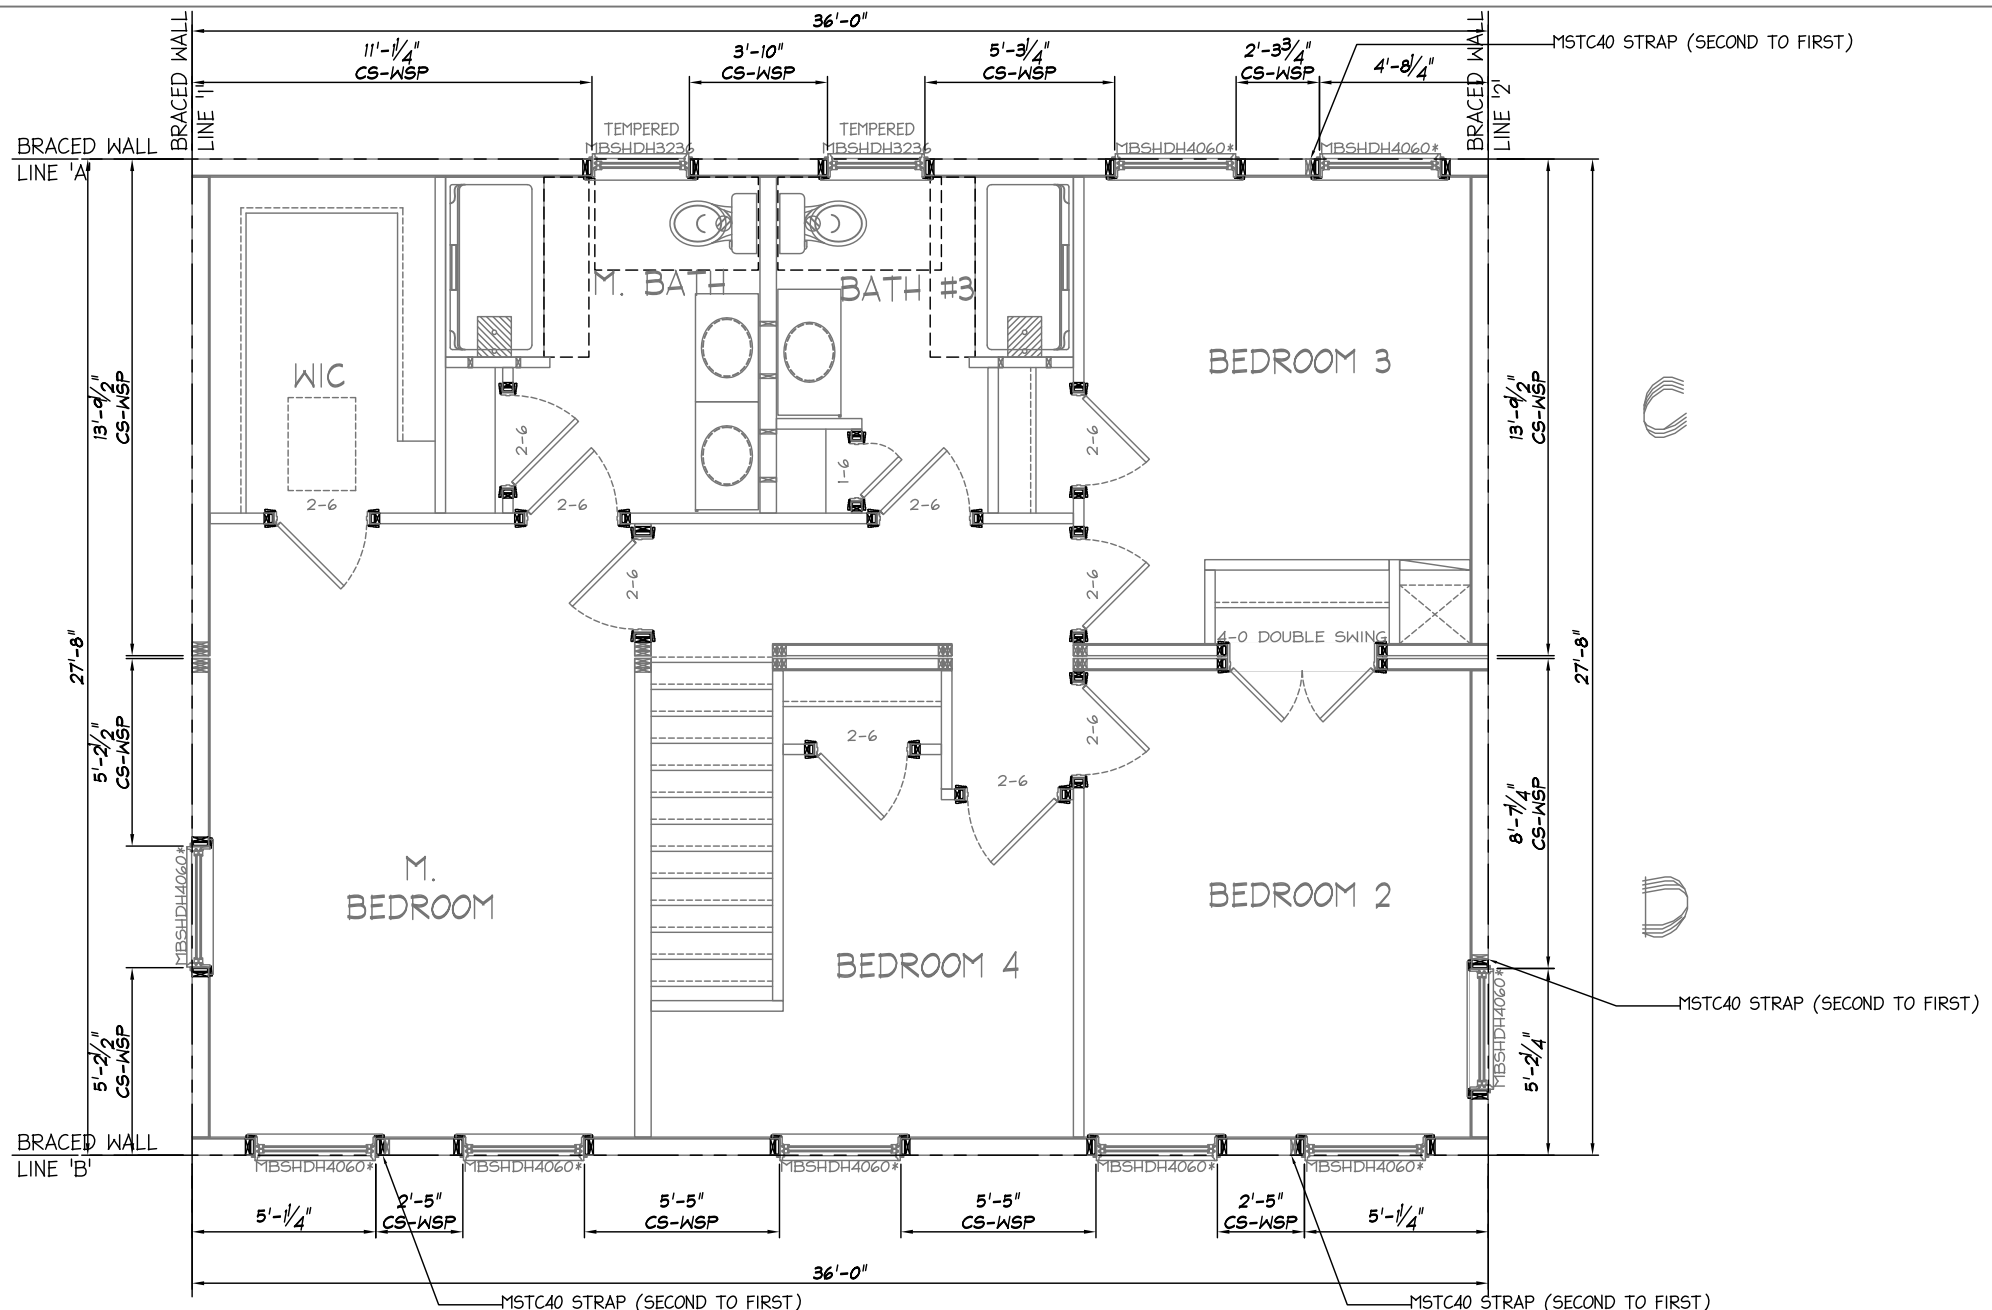 36'-0"
11'-1 1/4"
CS-WSP
3'-10"
CS-WSP
5'-3 1/4"
CS-WSP
2'-3 3/4"
CS-WSP
4'-8 1/4"
MSTC40 STRAP (SECOND TO FIRST)
BRACED WALL
LINE '1'
BRACED WALL
LINE '2'
BRACED WALL
LINE 'A'
TEMPERED
MBSHDH3236
TEMPERED
MBSHDH3236
MBSHDH4060*
MBSHDH4060*
M. BATH
BATH #3
WIC
BEDROOM 3
13'-9 1/2"
CS-WSP
13'-9 1/2"
CS-WSP
2-6
2-6
1-6
2-6
2-6
2-6
2-6
2-6
4-0 DOUBLE SWING
27'-8"
27'-8"
5'-2 1/2"
CS-WSP
2-6
2-6
2-6
8'-7 1/4"
CS-WSP
MBSHDH4060*
M.
BEDROOM
BEDROOM 4
BEDROOM 2
MSTC40 STRAP (SECOND TO FIRST)
MBSHDH4060*
5'-2 1/2"
CS-WSP
5'-2 1/4"
BRACED WALL
LINE 'B'
MBSHDH4060*
MBSHDH4060*
MBSHDH4060*
MBSHDH4060*
MBSHDH4060*
5'-1 1/4"
2'-5"
CS-WSP
5'-5"
CS-WSP
5'-5"
CS-WSP
2'-5"
CS-WSP
5'-1 1/4"
36'-0"
MSTC40 STRAP (SECOND TO FIRST)
MSTC40 STRAP (SECOND TO FIRST)